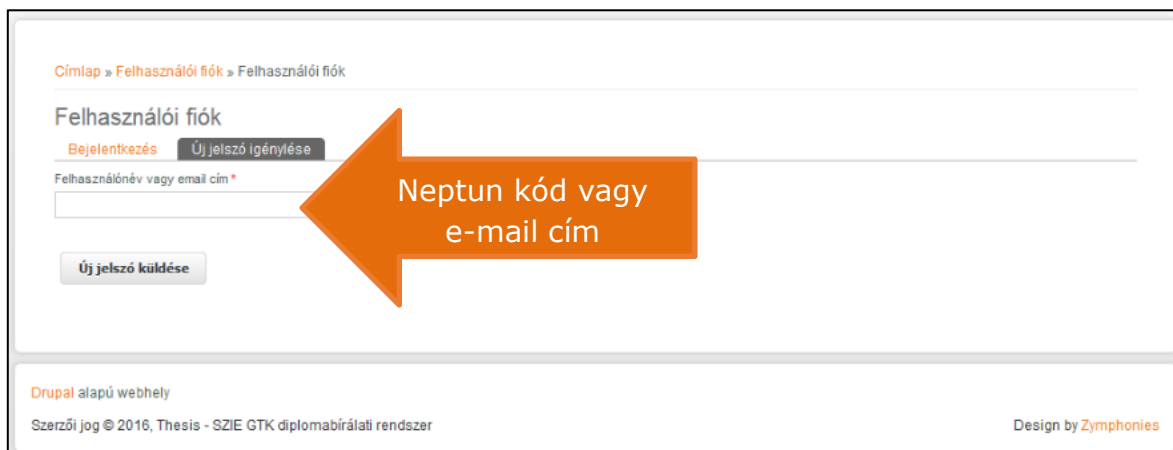 Címlap » Felhasználói fiók » Felhasználói fiók
Felhasználói fiók
Bejelentkezés Új jelszó igénylése
Felhasználónév vagy email cím *
Neptun kód vagy
e-mail cím
Új jelszó küldése
Drupal alapú webhely
Szerzői jog © 2016, Thesis - SZIE GTK diplomabírálati rendszer
Design by Zymphonies